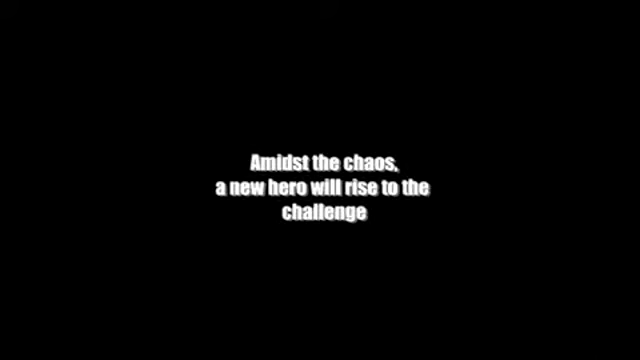 Amidst the chaos,
a new hero will rise to the
challenge